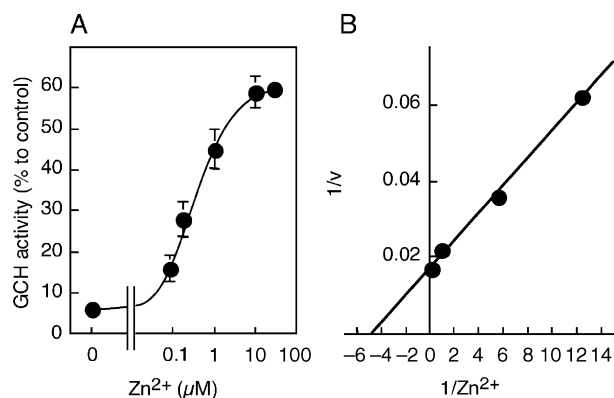 A
GCH activity (% to control)
60
50
40
30
20
10
0
0 0.1 1 10 100
Zn²⁺ (µM)
B
1/v
0.06
0.04
0.02
−6 −4 −2 0 2 4 6 8 10 12 14
1/Zn²⁺